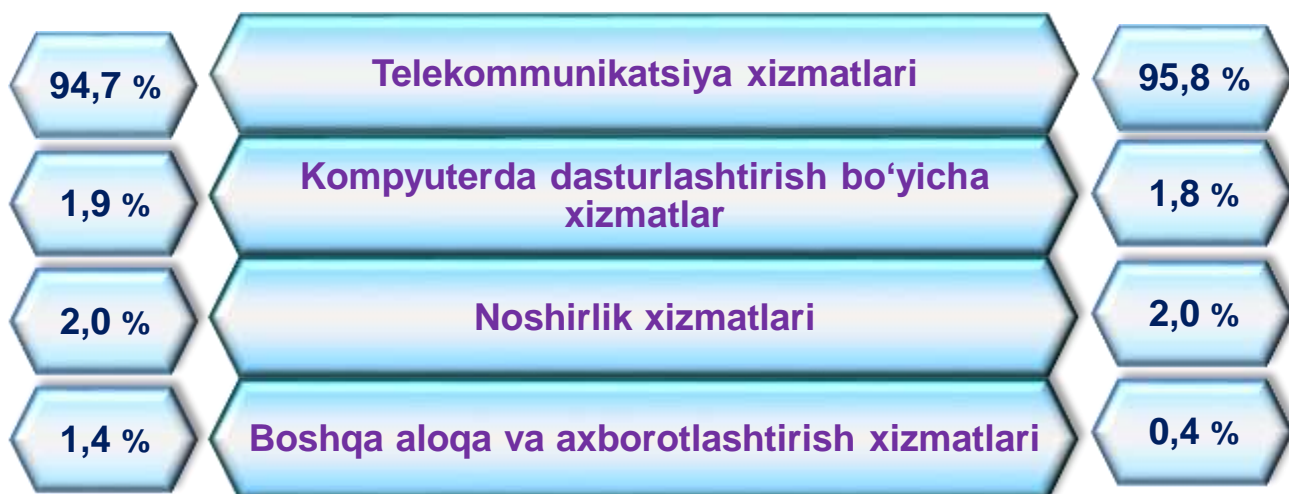 94,7 %
Telekommunikatsiya xizmatlari
95,8 %
1,9 %
Kompyuterda dasturlashtirish bo‘yicha
xizmatlar
1,8 %
2,0 %
Noshirlik xizmatlari
2,0 %
1,4 %
Boshqa aloqa va axborotlashtirish xizmatlari
0,4 %